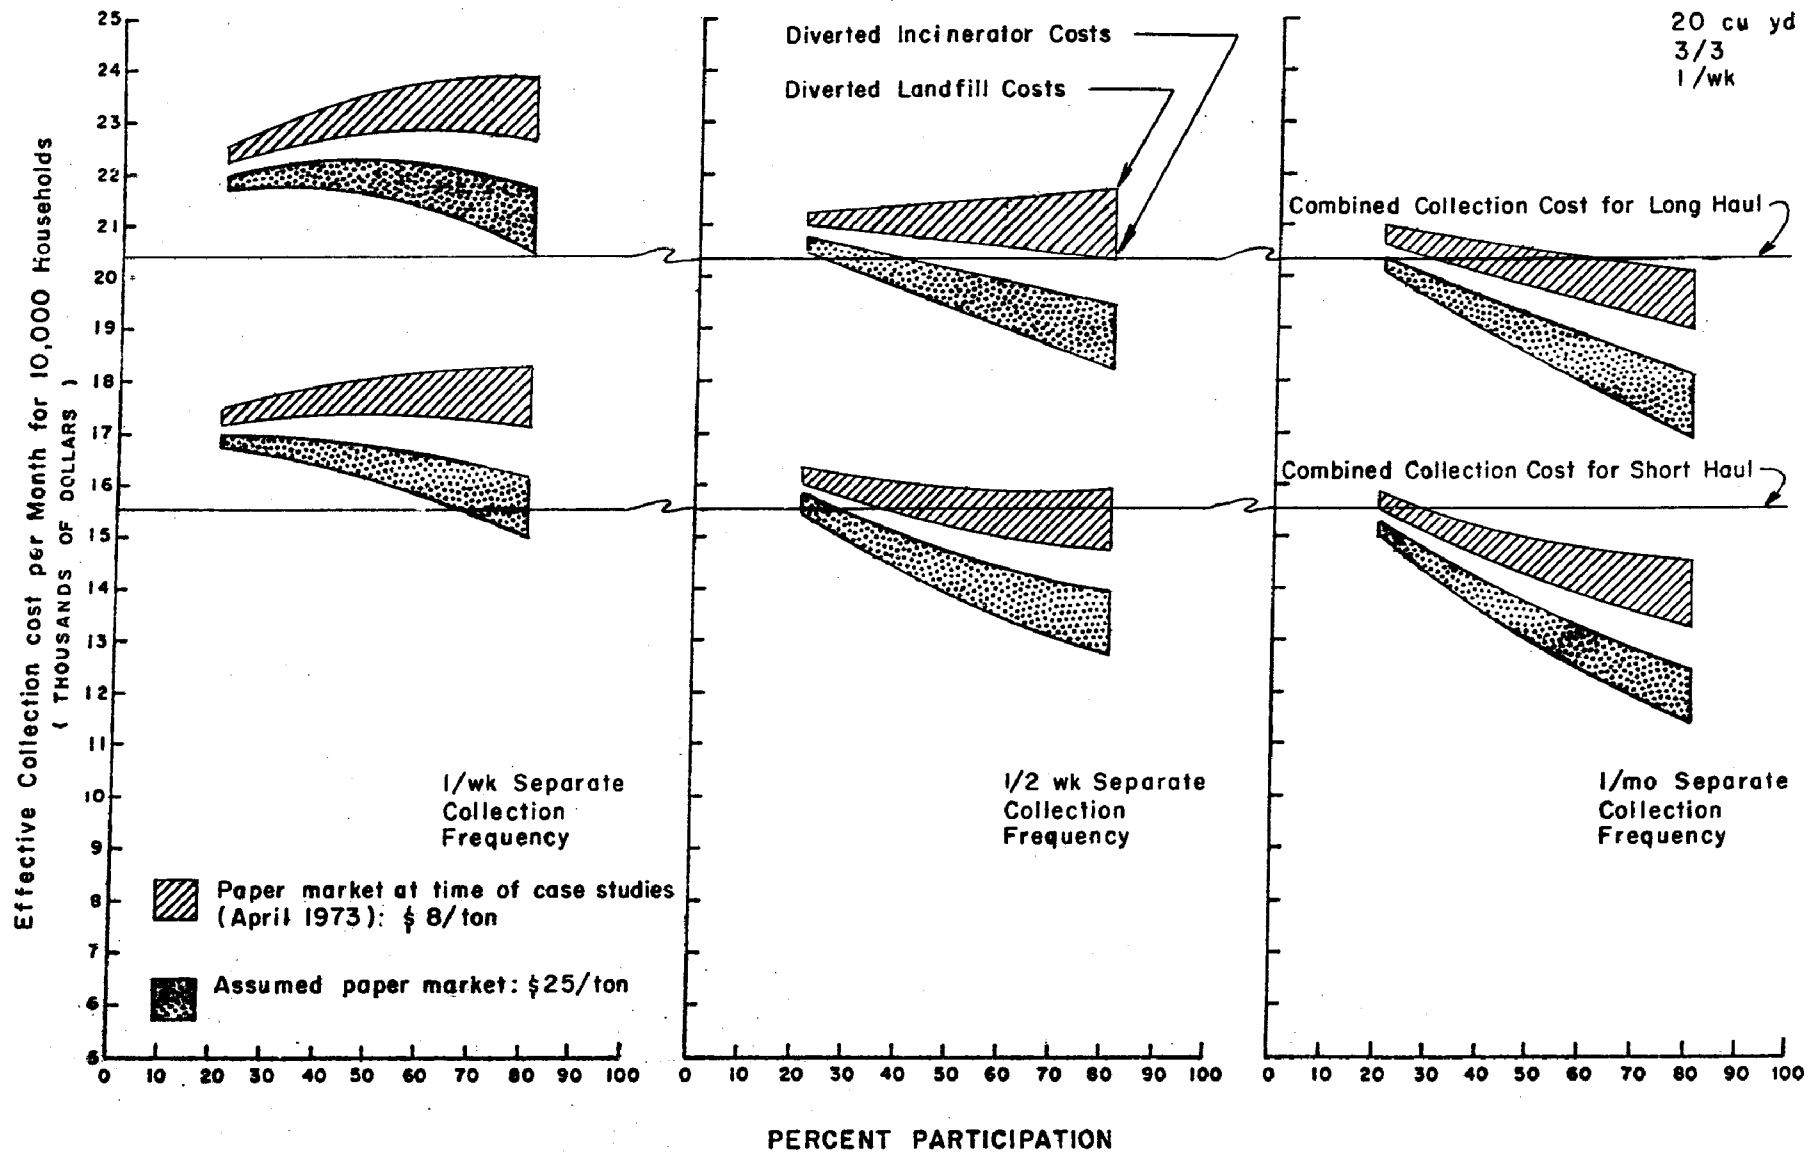 25
24
23
22
21
20
19
18
17
16
15
14
13
12
11
10
9
8
7
6
5
Effective Collection cost per Month for 10,000 Households
( THOUSANDS OF DOLLARS )
Diverted Incinerator Costs
Diverted Landfill Costs
20 cu yd
3/3
1/wk
Combined Collection Cost for Long Haul
Combined Collection Cost for Short Haul
1/wk Separate
Collection
Frequency
1/2 wk Separate
Collection
Frequency
1/mo Separate
Collection
Frequency
Paper market at time of case studies
(April 1973): $ 8/ton
Assumed paper market: $25/ton
0 10 20 30 40 50 60 70 80 100
0 10 20 30 40 50 60 70 80 100
0 10 20 30 40 50 60 70 80 100
PERCENT PARTICIPATION